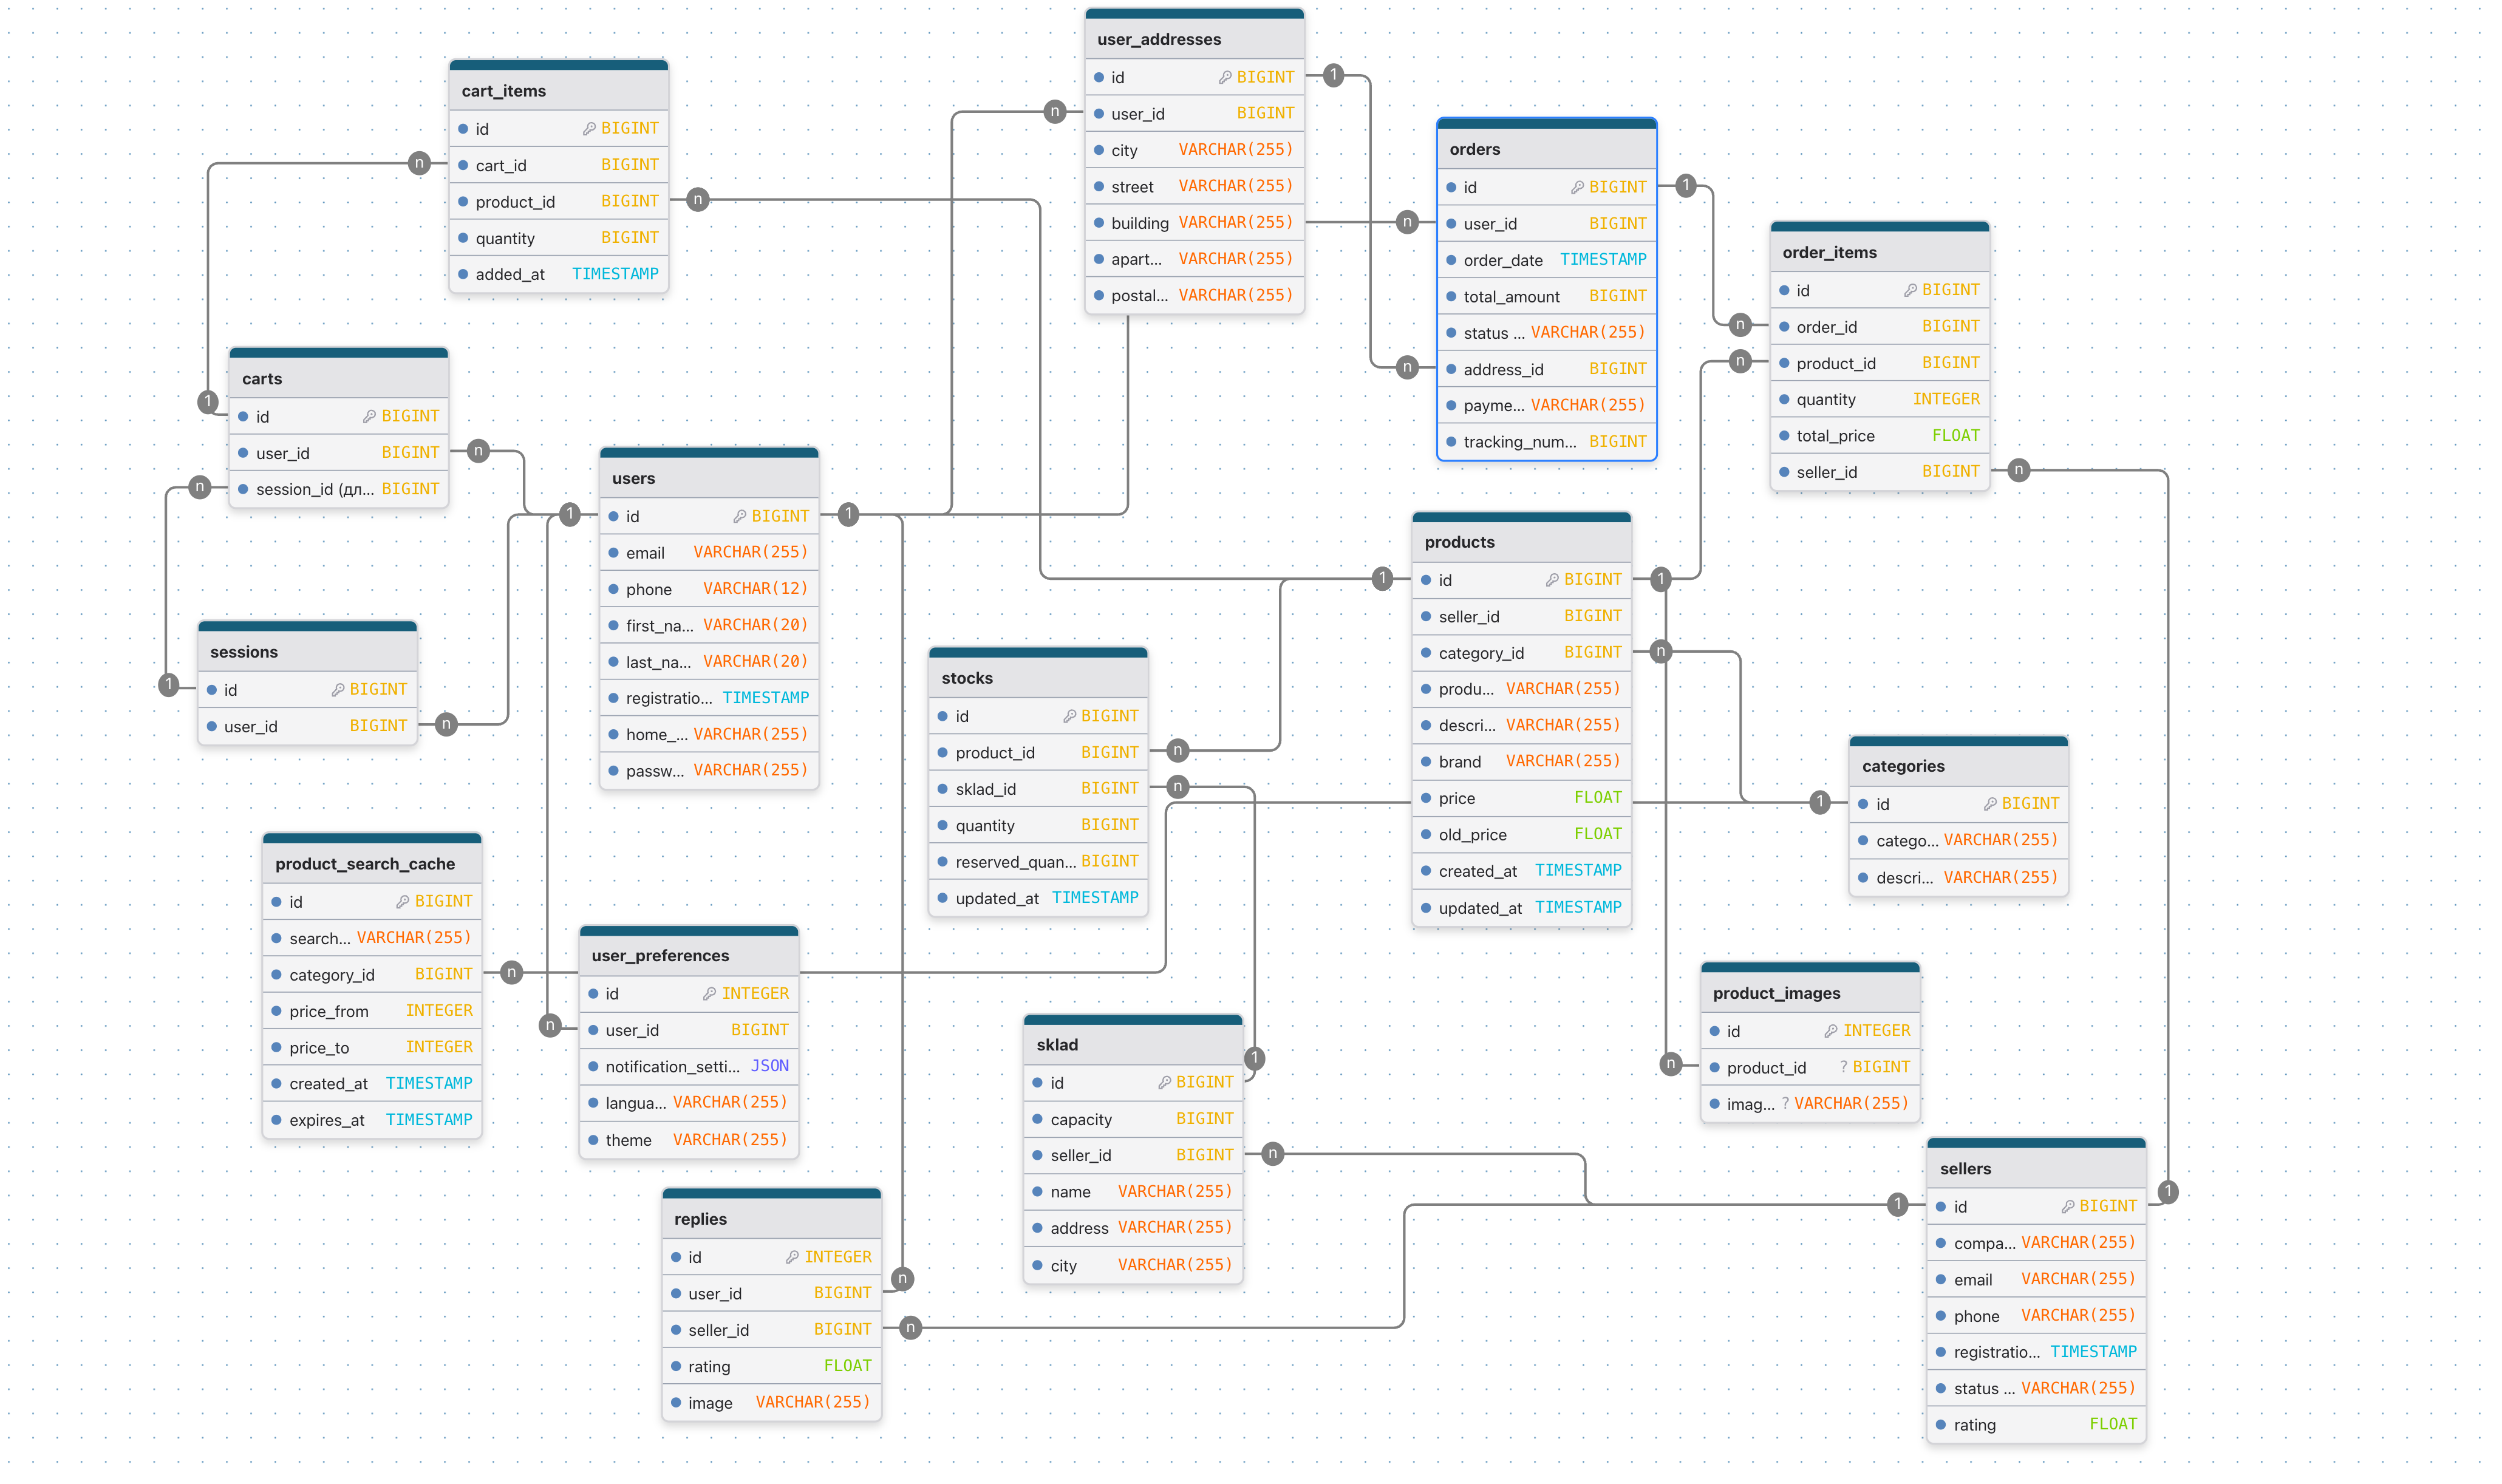 user_addresses
id BIGINT
user_id BIGINT
city VARCHAR(255)
street VARCHAR(255)
building VARCHAR(255)
apart... VARCHAR(255)
postal... VARCHAR(255)
1
n
cart_items
id BIGINT
cart_id BIGINT
product_id BIGINT
quantity BIGINT
added_at TIMESTAMP
n
n
orders
id BIGINT
user_id BIGINT
order_date TIMESTAMP
total_amount BIGINT
status ... VARCHAR(255)
address_id BIGINT
payme... VARCHAR(255)
tracking_num... BIGINT
1
n
n
order_items
id BIGINT
order_id BIGINT
product_id BIGINT
quantity INTEGER
total_price FLOAT
seller_id BIGINT
n
n
n
carts
id BIGINT
user_id BIGINT
session_id (дл... BIGINT
1
n
n
users
id BIGINT
email VARCHAR(255)
phone VARCHAR(12)
first_na... VARCHAR(20)
last_na... VARCHAR(20)
registratio... TIMESTAMP
home_... VARCHAR(255)
passw... VARCHAR(255)
1
1
products
id BIGINT
seller_id BIGINT
category_id BIGINT
produ... VARCHAR(255)
descri... VARCHAR(255)
brand VARCHAR(255)
price FLOAT
old_price FLOAT
created_at TIMESTAMP
updated_at TIMESTAMP
1
1
n
sessions
id BIGINT
user_id BIGINT
1
n
stocks
id BIGINT
product_id BIGINT
sklad_id BIGINT
quantity BIGINT
reserved_quan... BIGINT
updated_at TIMESTAMP
n
n
categories
id BIGINT
catego... VARCHAR(255)
descri... VARCHAR(255)
1
product_search_cache
id BIGINT
search... VARCHAR(255)
category_id BIGINT
price_from INTEGER
price_to INTEGER
created_at TIMESTAMP
expires_at TIMESTAMP
n
user_preferences
id INTEGER
user_id BIGINT
notification_setti... JSON
langua... VARCHAR(255)
theme VARCHAR(255)
n
product_images
id INTEGER
product_id ? BIGINT
imag... ? VARCHAR(255)
n
sklad
id BIGINT
capacity BIGINT
seller_id BIGINT
name VARCHAR(255)
address VARCHAR(255)
city VARCHAR(255)
1
n
sellers
id BIGINT
compa... VARCHAR(255)
email VARCHAR(255)
phone VARCHAR(255)
registratio... TIMESTAMP
status ... VARCHAR(255)
rating FLOAT
1
1
replies
id INTEGER
user_id BIGINT
seller_id BIGINT
rating FLOAT
image VARCHAR(255)
n
n